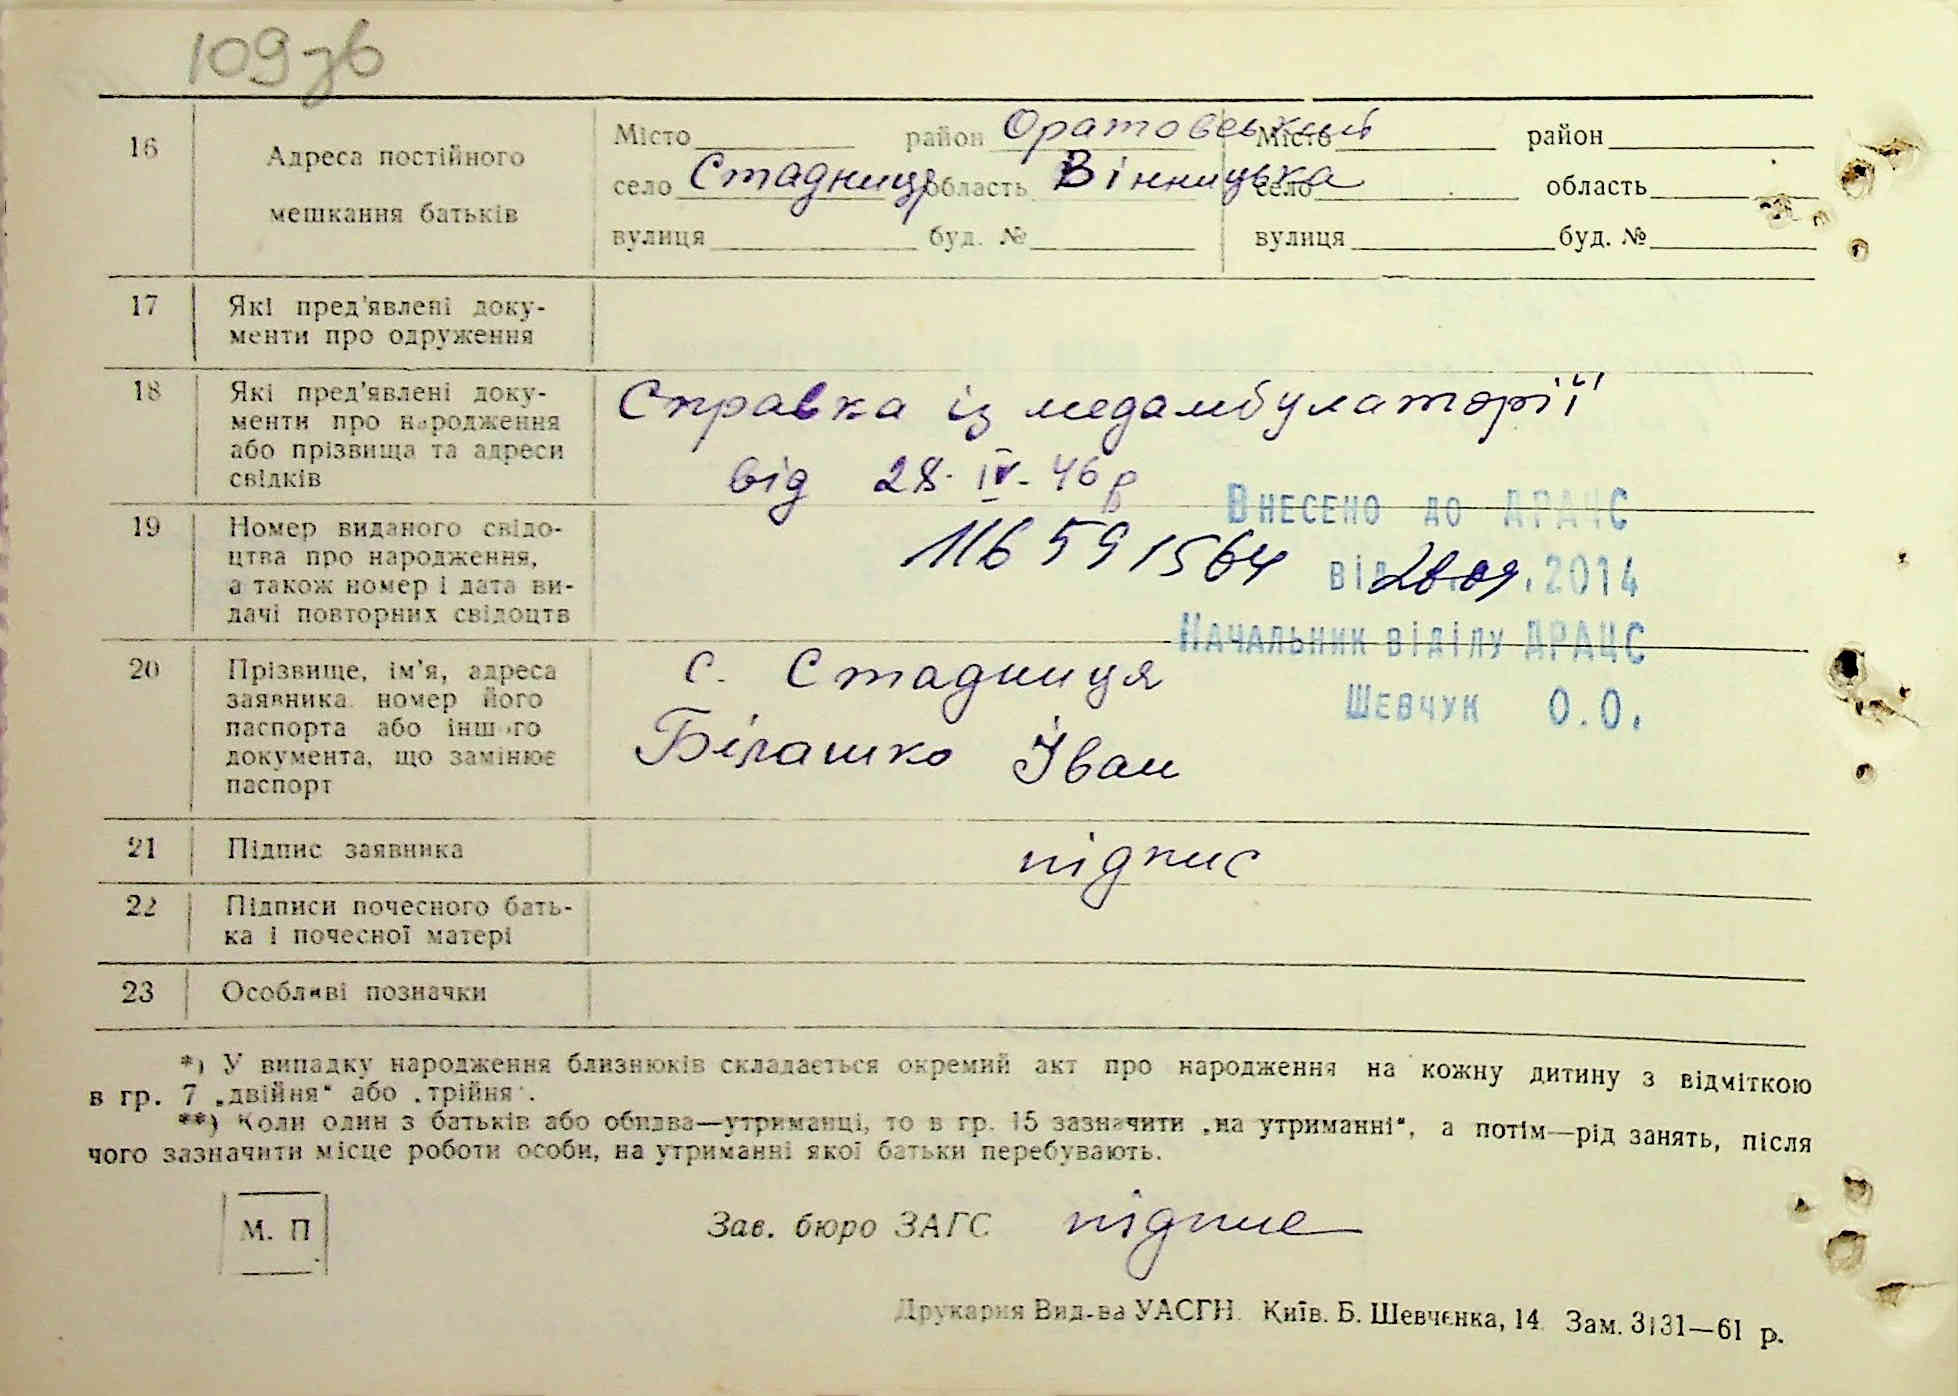 109зв
16 Адреса постійного мешкання батьків
Місто район Оратовський Місто район
село Стадниця область Вінницька село область
вулиця буд. № вулиця буд. №
17 Які пред'явлені доку-
менти про одруження
18 Які пред'явлені доку- Справка із медамбулаторії
менти про народження
або прізвища та адреси
свідків від 28-IV-46р
Внесено до ДРАЧС
19 Номер виданого свідо- 116 591564
цтва про народження,
а також номер і дата ви- від 2014
дачі повторних свідоцтв
Начальник віділу ДРАЦС
20 Прізвище, ім'я, адреса с. Стадниця
заявника номер його
паспорта або іншого Шевчук О.О.
документа, що замінює Білашко Іван
паспорт
21 Підпис заявника підпис
22 Підписи почесного бать-
ка і почесної матері
23 Особливі позначки
*) У випадку народження близнюків складається окремий акт про народження на кожну дитину з відміткою
в гр. 7 „двійня“ або „трійня“.
**) Коли один з батьків або обидва—утриманці, то в гр. 15 зазначити „на утриманні“, а потім—рід занять, після
чого зазначити місце роботи особи, на утриманні якої батьки перебувають.
М. П Зав. бюро ЗАГС підпис
Друкарня Вид-ва УАСГН. Київ. Б. Шевченка, 14. Зам. 3131—61 р.